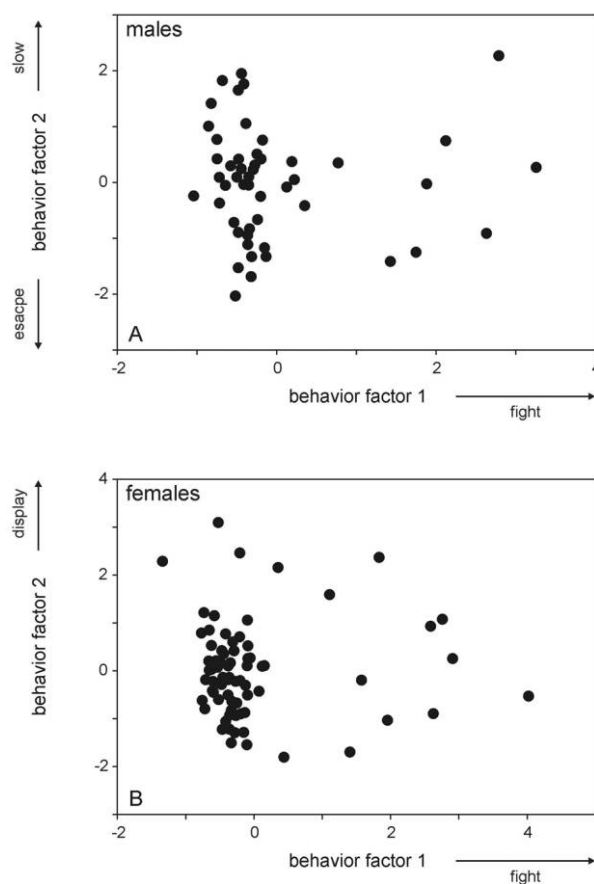 males
slow
behavior factor 2
esacpe
2
0
-2
A
-2
0
2
4
behavior factor 1
fight
females
display
behavior factor 2
4
2
0
-2
B
-2
0
2
4
behavior factor 1
fight